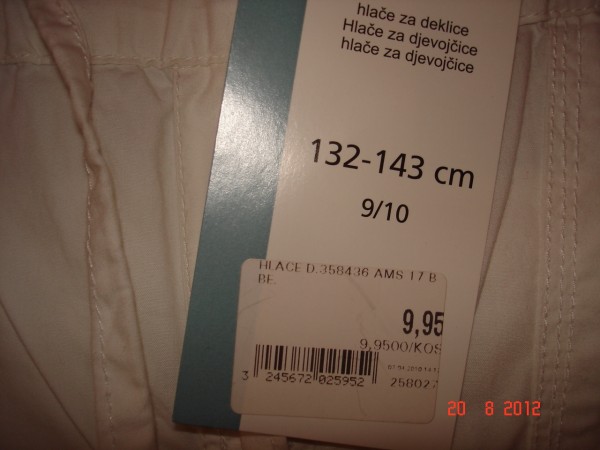 hlače za deklice
Hlače za djevojčice
hlače za djevojčice
132-143 cm
9/10
HLACE D.358436 AMS 17 B
BE.
9,95
9,9500/KOS
3 245672 025952
258027
20 8 2012